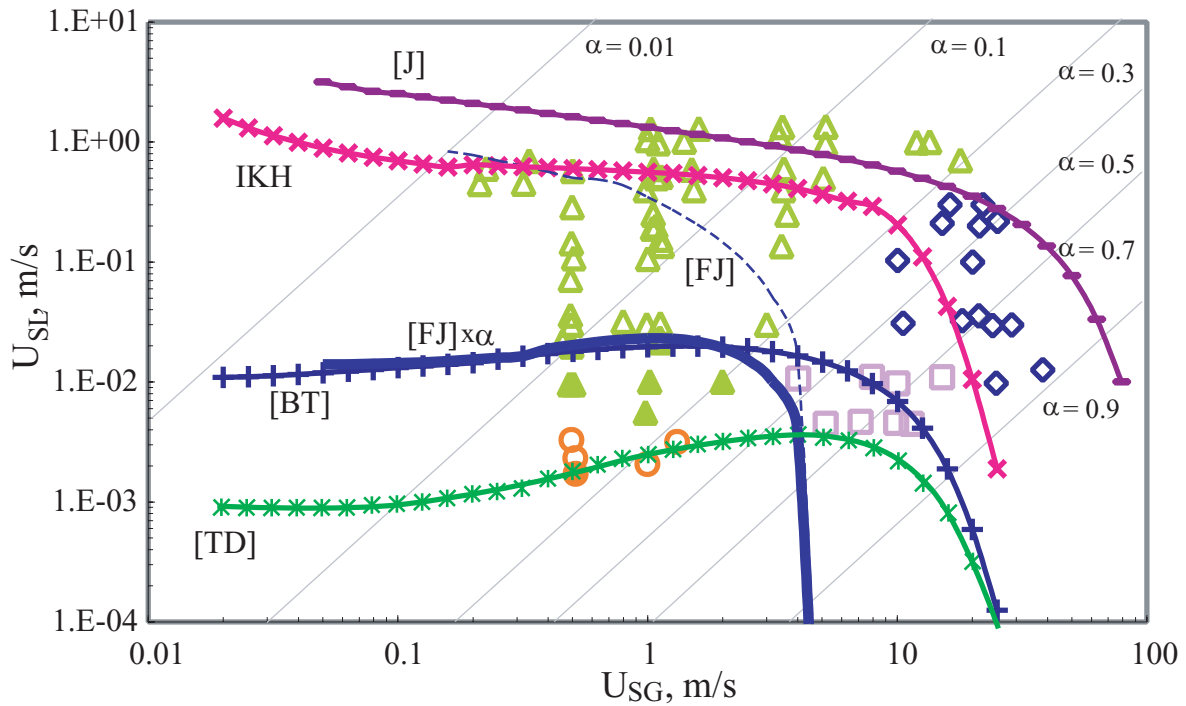 1.E+01
1.E+00
1.E-01
1.E-02
1.E-03
1.E-04
U_SL, m/s
α = 0.01
α = 0.1
α = 0.3
α = 0.5
α = 0.7
α = 0.9
[J]
IKH
[FJ]
[FJ]xα
[BT]
[TD]
0.01
0.1
1
10
100
U_SG, m/s